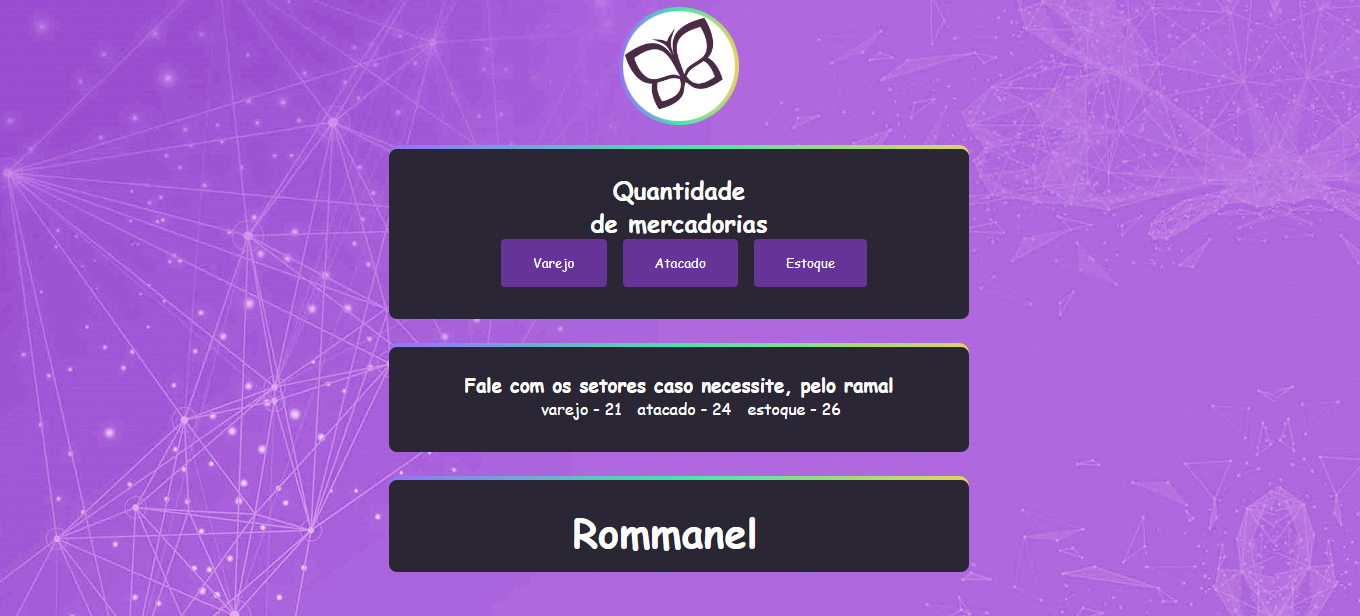 Quantidade
de mercadorias
Varejo Atacado Estoque
Fale com os setores caso necessite, pelo ramal
varejo - 21 atacado - 24 estoque - 26
Rommanel